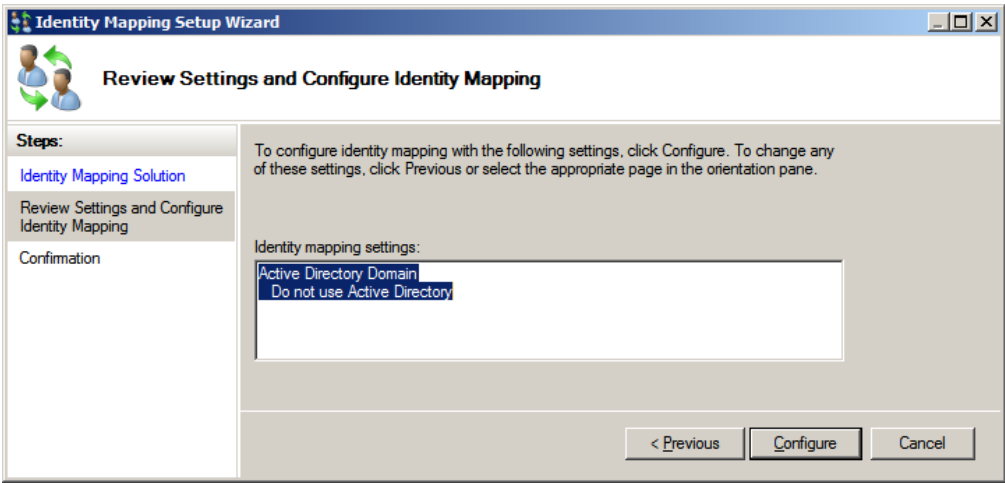 Identity Mapping Setup Wizard
Review Settings and Configure Identity Mapping
Steps:
Identity Mapping Solution
Review Settings and Configure
Identity Mapping
Confirmation
To configure identity mapping with the following settings, click Configure. To change any
of these settings, click Previous or select the appropriate page in the orientation pane.
Identity mapping settings:
Active Directory Domain
Do not use Active Directory
< Previous
Configure
Cancel